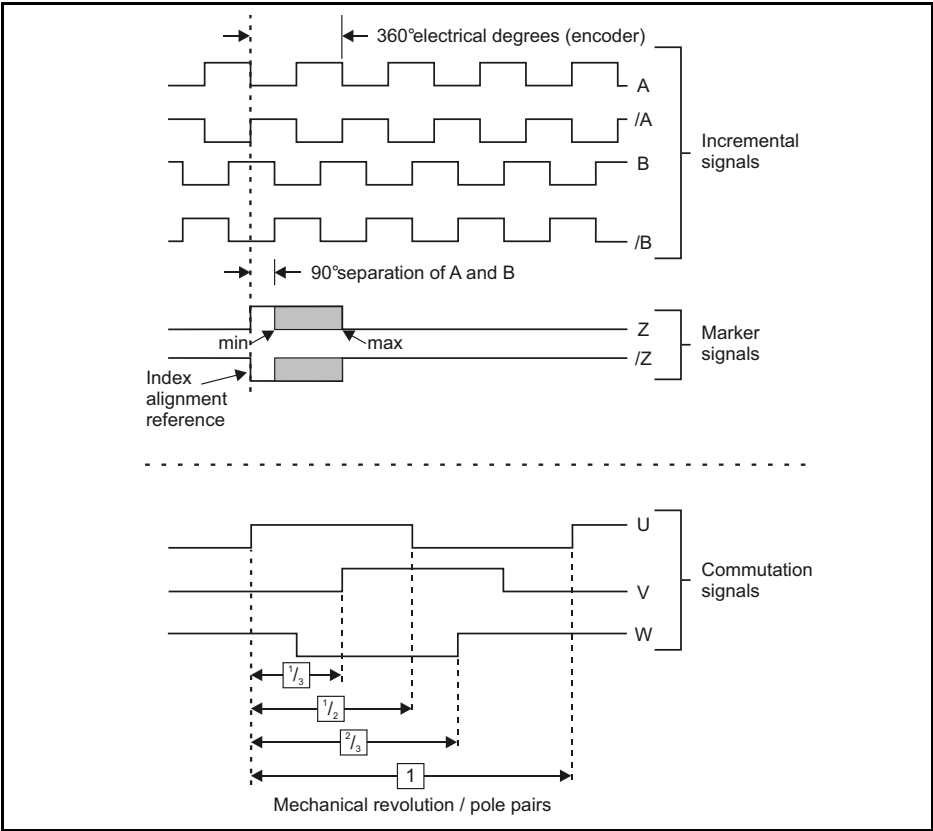 360°electrical degrees (encoder)
A
/A
B
/B
Incremental
signals
90°separation of A and B
Z
/Z
min
max
Marker
signals
Index
alignment
reference
U
V
W
Commutation
signals
1/3
1/2
2/3
1
Mechanical revolution / pole pairs